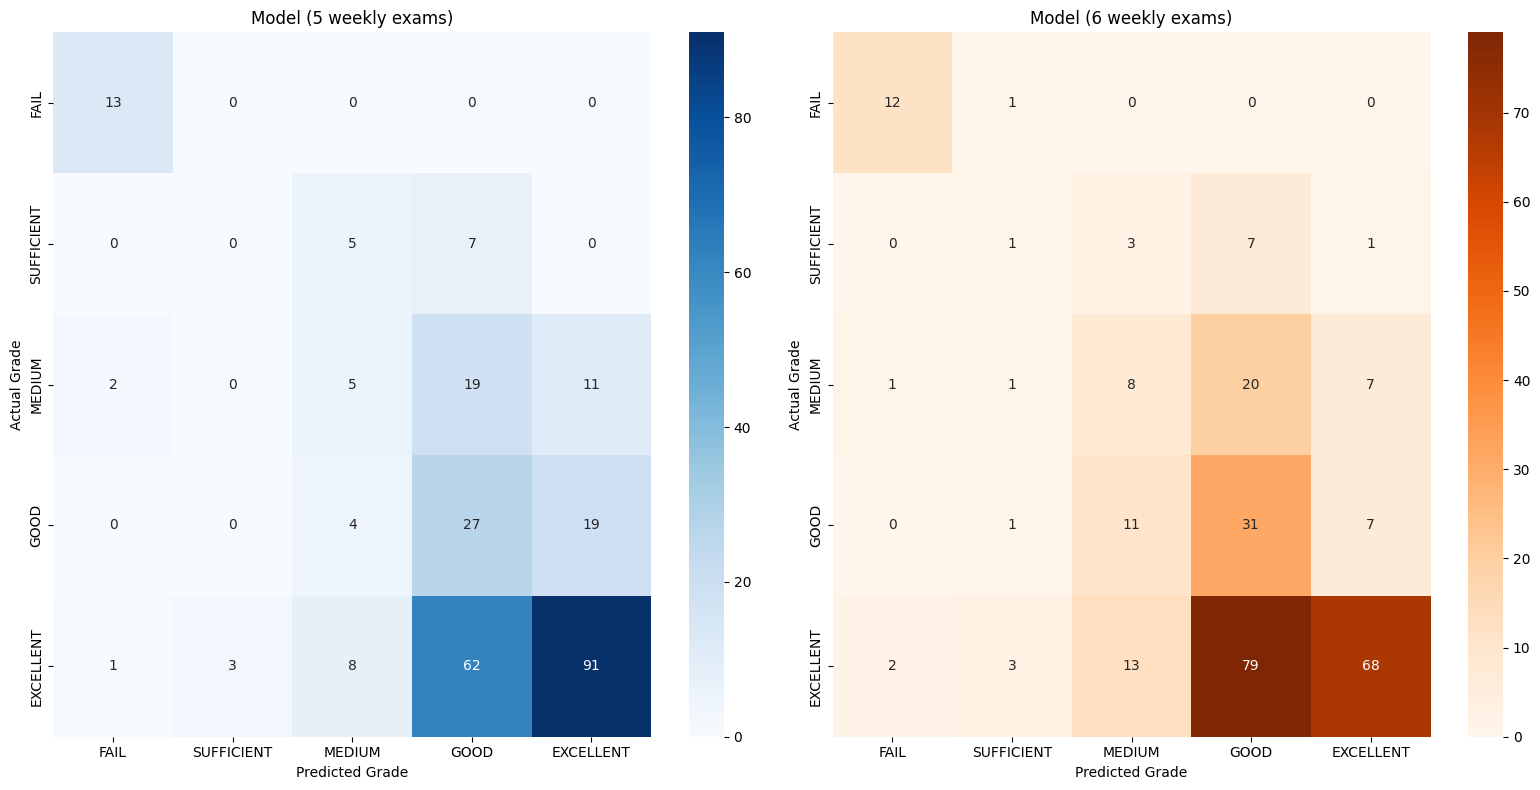 Model (5 weekly exams)
FAIL
SUFFICIENT
MEDIUM
GOOD
EXCELLENT
Actual Grade
13 0 0 0 0
0 0 5 7 0
2 0 5 19 11
0 0 4 27 19
1 3 8 62 91
FAIL SUFFICIENT MEDIUM GOOD EXCELLENT
Predicted Grade
80
60
40
20
0
Model (6 weekly exams)
FAIL
SUFFICIENT
MEDIUM
GOOD
EXCELLENT
Actual Grade
12 1 0 0 0
0 1 3 7 1
1 1 8 20 7
0 1 11 31 7
2 3 13 79 68
FAIL SUFFICIENT MEDIUM GOOD EXCELLENT
Predicted Grade
70
60
50
40
30
20
10
0